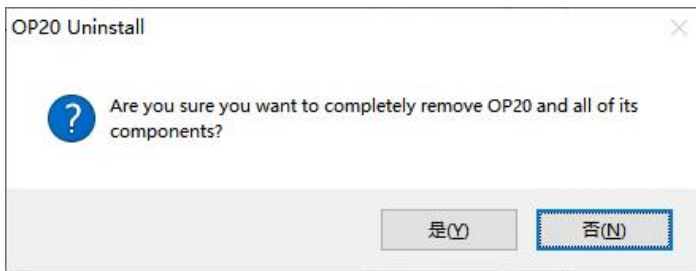 OP20 Uninstall
Are you sure you want to completely remove OP20 and all of its
components?
是(Y)
否(N)